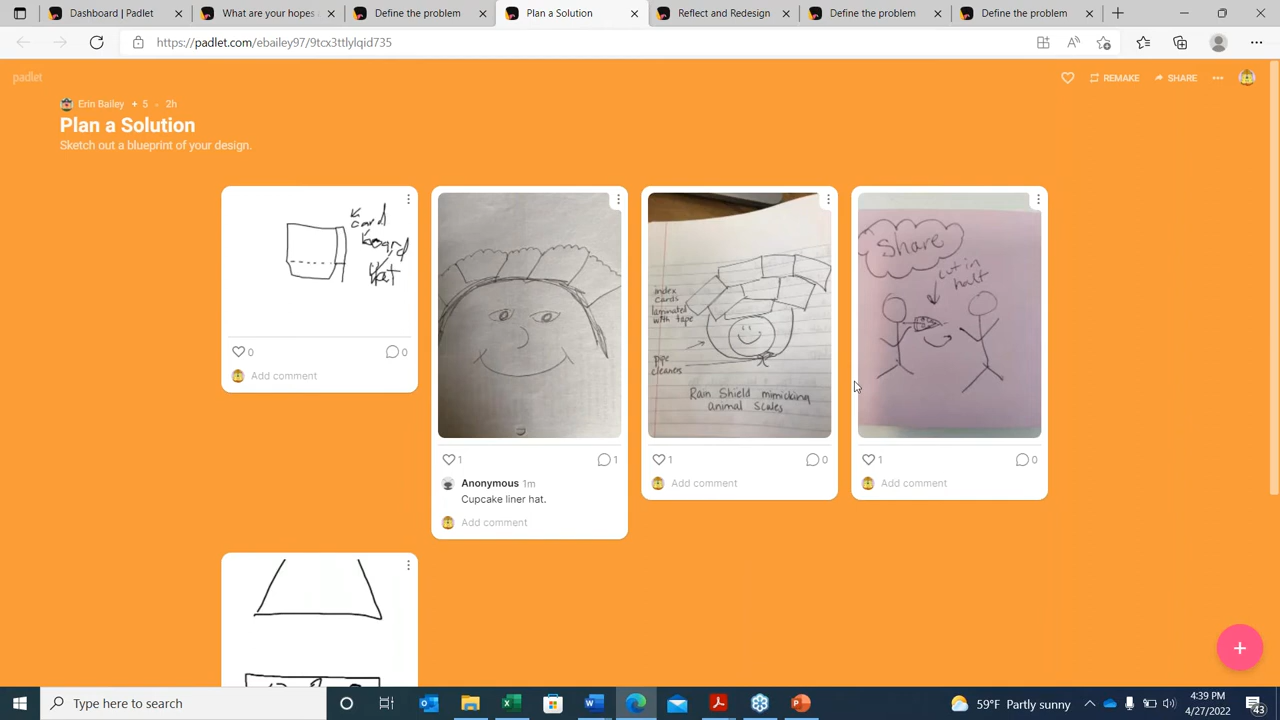 Dashboard | Padlet
What are your hopes
Define the problem
Plan a Solution
Reflect and Redesign
Define the problem
Define the problem
https://padlet.com/ebailey97/9tcx3ttlylqid735
padlet
REMAKE
SHARE
Erin Bailey + 5 · 2h
Plan a Solution
Sketch out a blueprint of your design.
card
board
Hat
0 0
Add comment
1 1
Anonymous 1m
Cupcake liner hat.
Add comment
index
cards
laminated
with tape
pipe
cleaners
Rain Shield mimicking
animal scales
1 0
Add comment
Share
cut in
half
1 0
Add comment
Type here to search
59°F Partly sunny
4:39 PM
4/27/2022
43